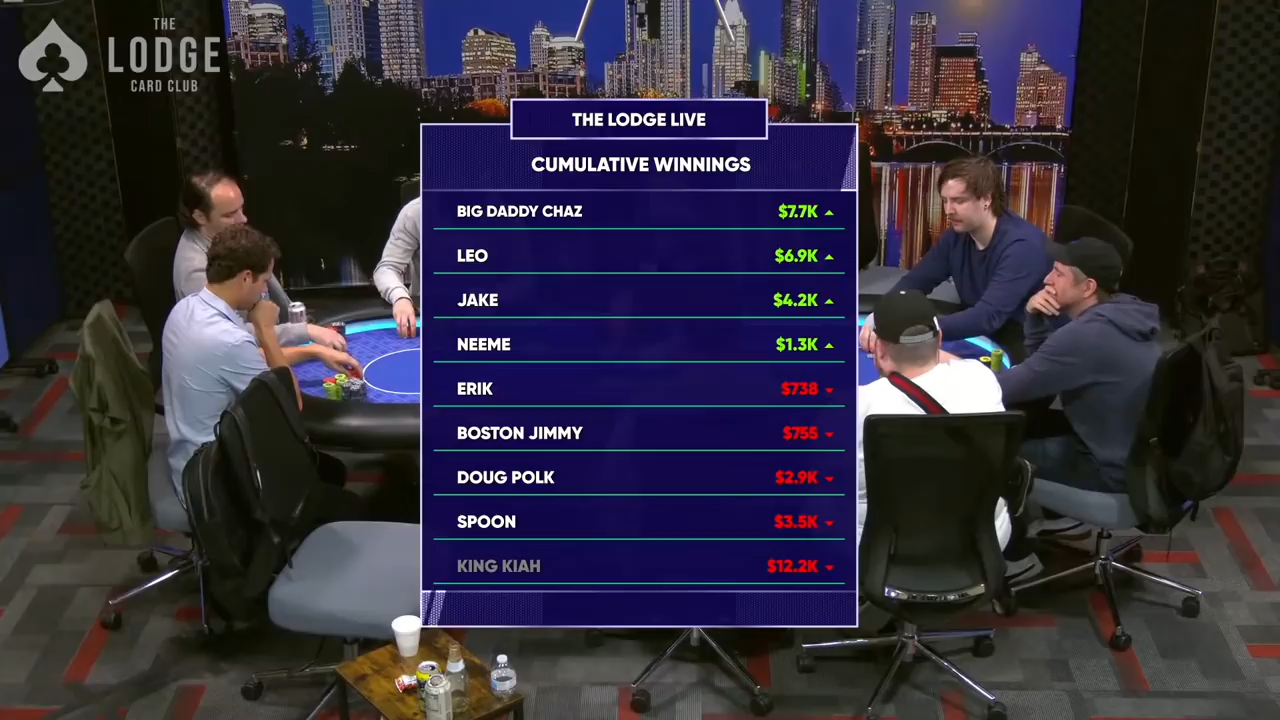 THE
LODGE
CARD CLUB
THE LODGE LIVE
CUMULATIVE WINNINGS
BIG DADDY CHAZ $7.7K
LEO $6.9K
JAKE $4.2K
NEEME $1.3K
ERIK $738
BOSTON JIMMY $755
DOUG POLK $2.9K
SPOON $3.5K
KING KIAH $12.2K